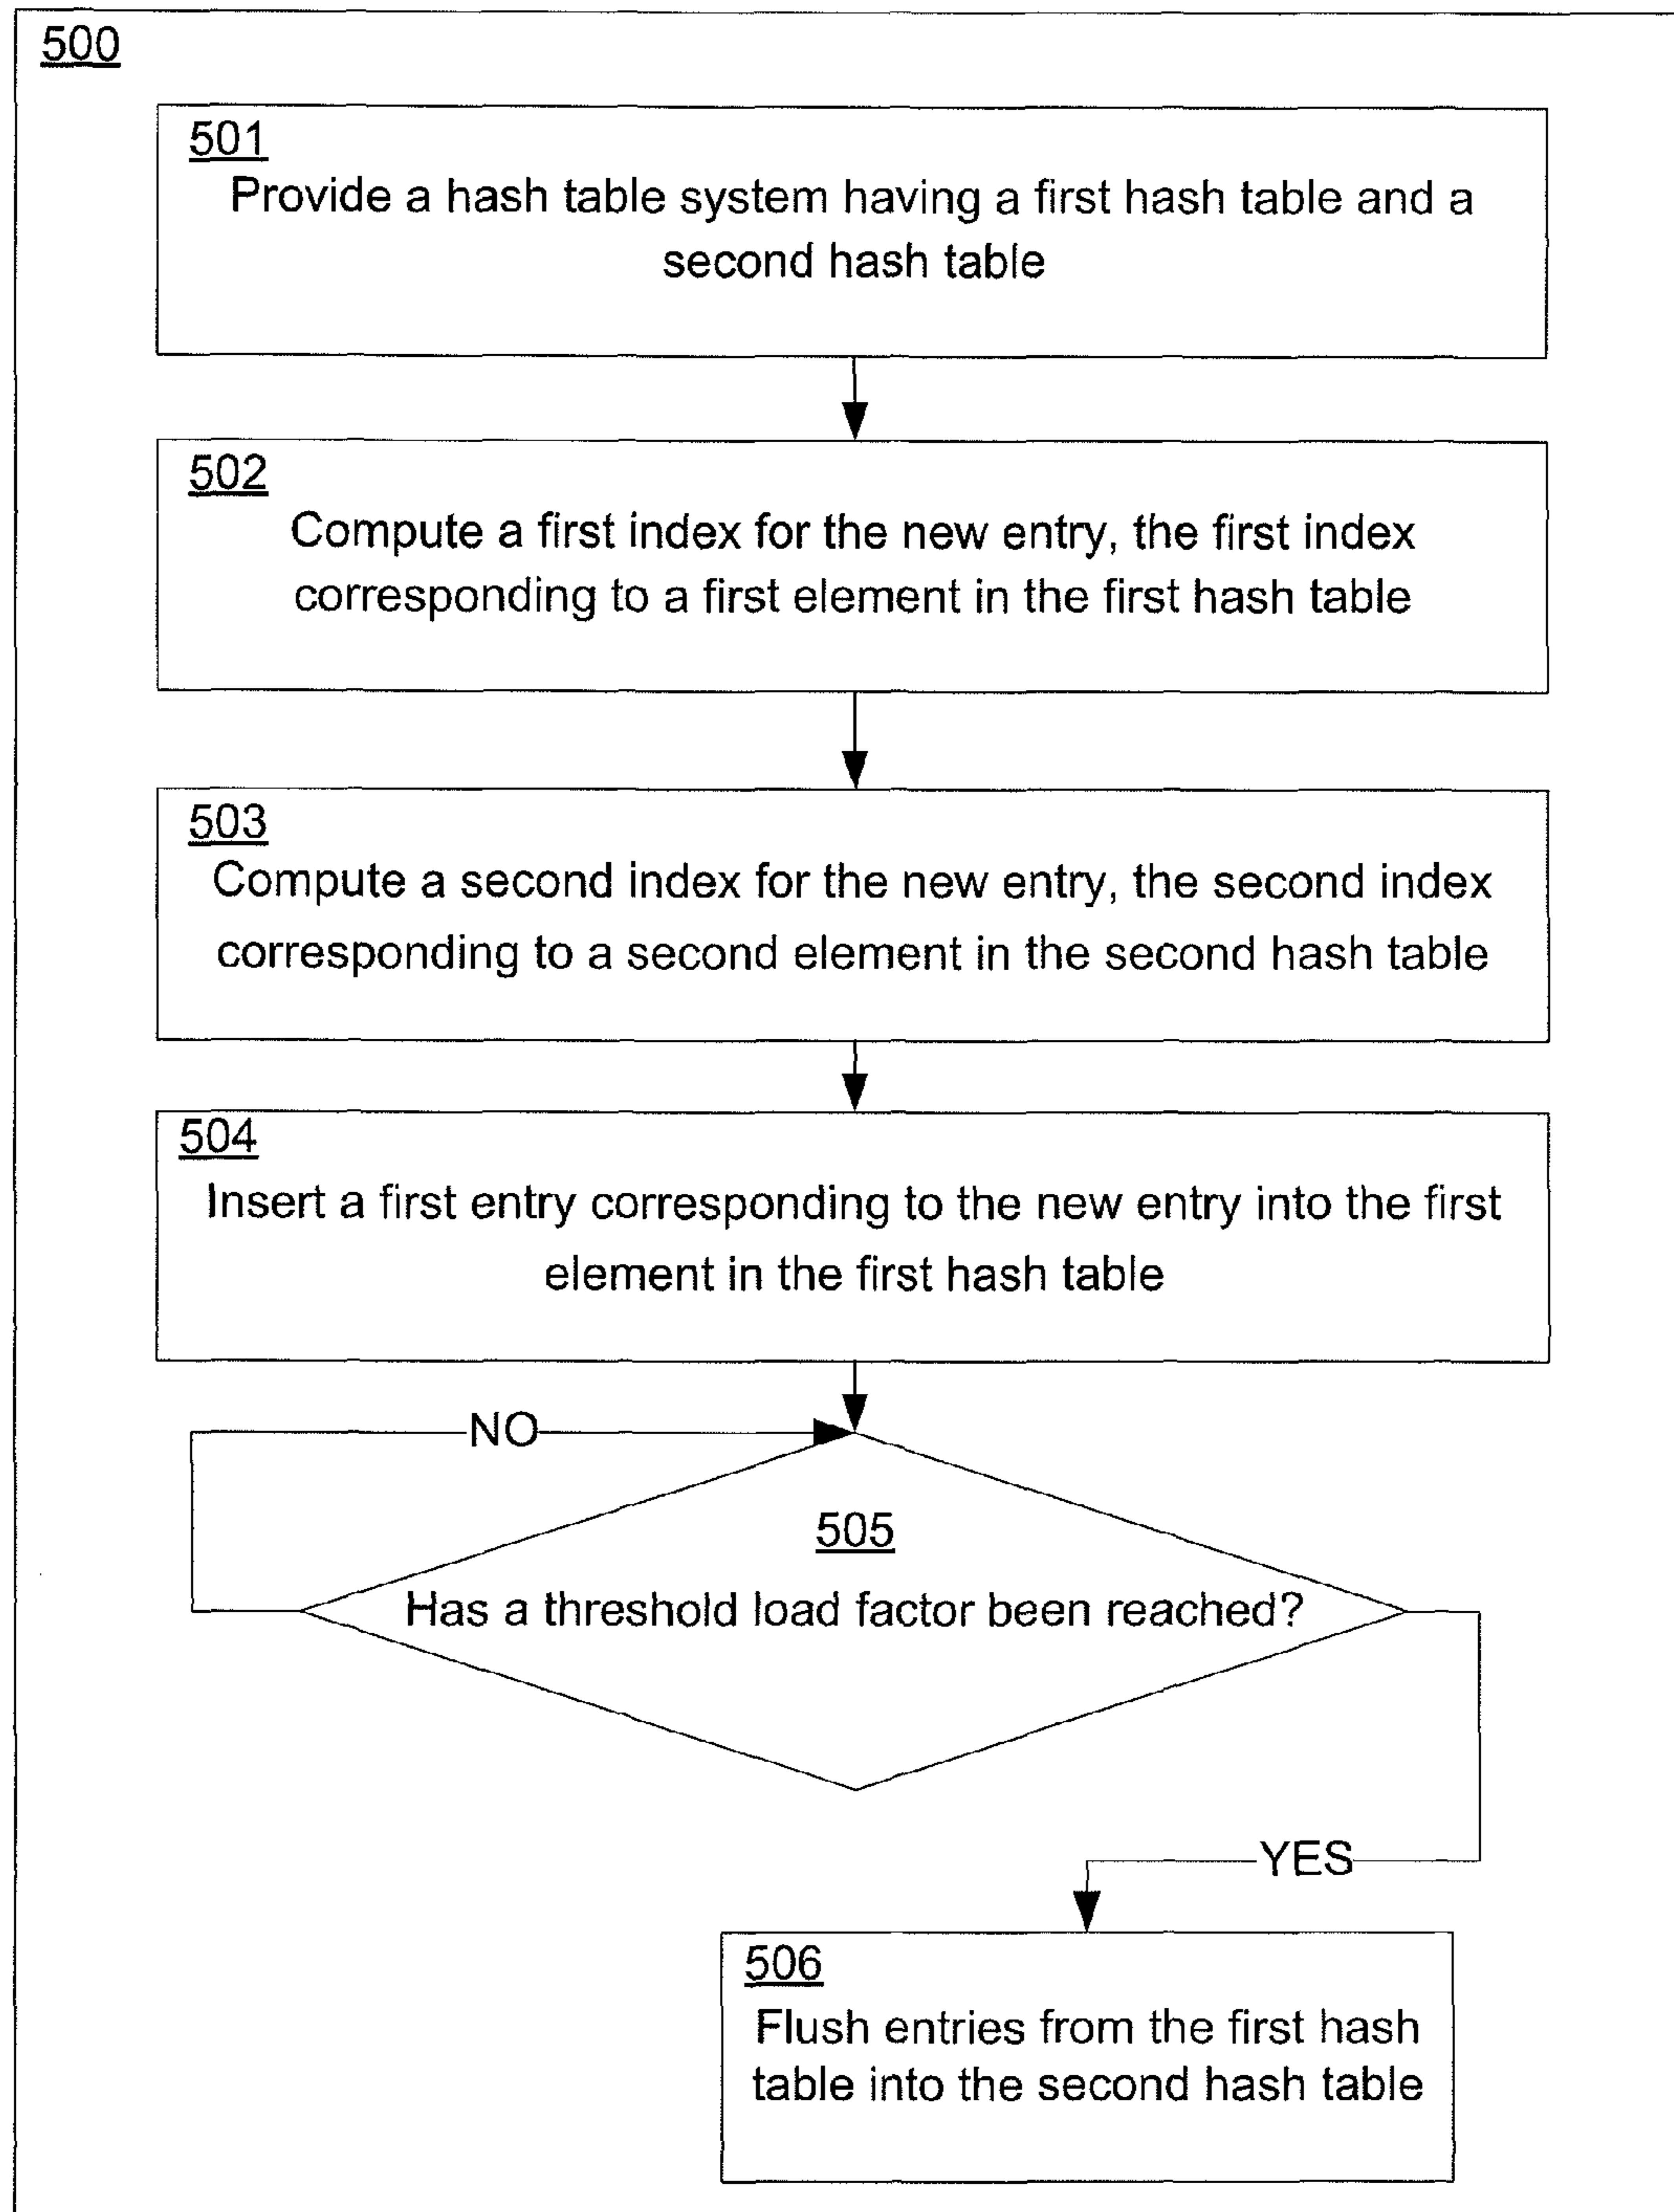 500
501
Provide a hash table system having a first hash table and a
second hash table
502
Compute a first index for the new entry, the first index
corresponding to a first element in the first hash table
503
Compute a second index for the new entry, the second index
corresponding to a second element in the second hash table
504
Insert a first entry corresponding to the new entry into the first
element in the first hash table
NO
505
Has a threshold load factor been reached?
YES
506
Flush entries from the first hash
table into the second hash table